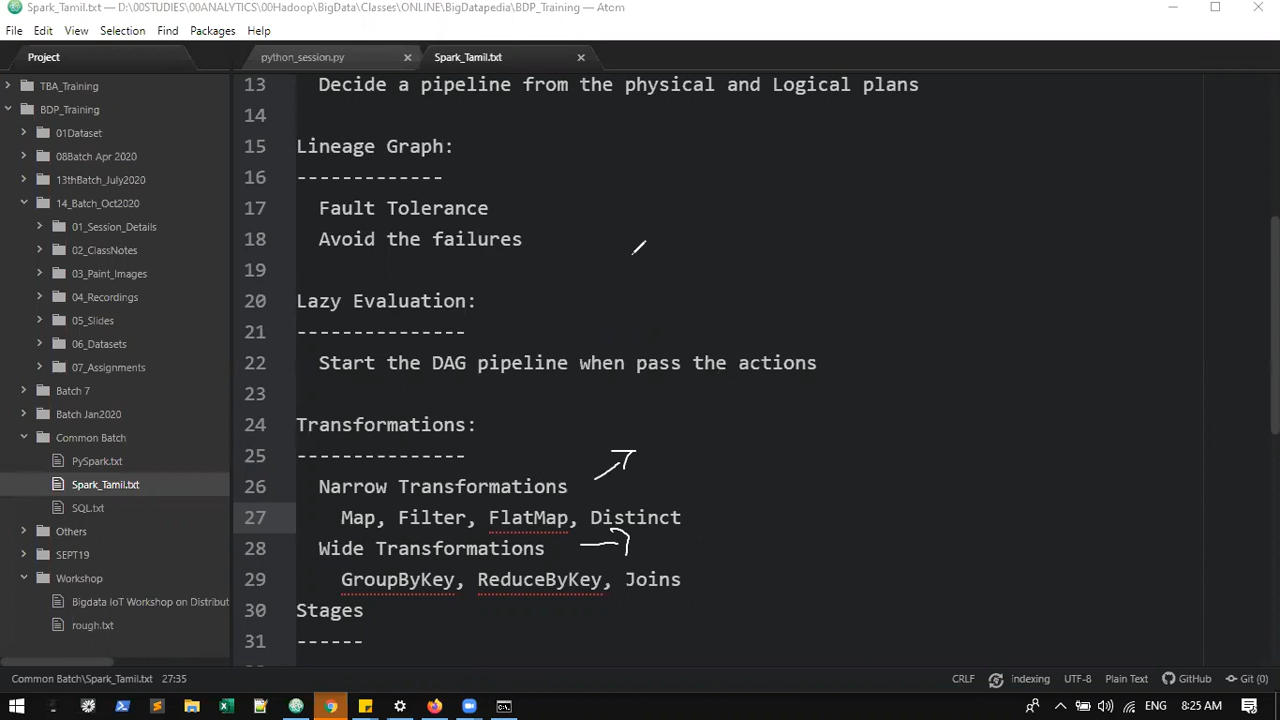 Spark_Tamil.txt — D:\00STUDIES\00ANALYTICS\00Hadoop\BigData\Classes\ONLINE\BigDatapedia\BDP_Training — Atom
File Edit View Selection Find Packages Help
Project
python_session.py
Spark_Tamil.txt
TBA_Training
BDP_Training
01Dataset
08Batch Apr 2020
13thBatch_July2020
14_Batch_Oct2020
01_Session_Details
02_ClassNotes
03_Paint_Images
04_Recordings
05_Slides
06_Datasets
07_Assignments
Batch 7
Batch Jan2020
Common Batch
PySpark.txt
Spark_Tamil.txt
SQL.txt
Others
SEPT19
Workshop
Bigdata IoT Workshop on Distribut
rough.txt
13 Decide a pipeline from the physical and Logical plans
14
15 Lineage Graph:
16 -------------
17 Fault Tolerance
18 Avoid the failures
19
20 Lazy Evaluation:
21 ---------------
22 Start the DAG pipeline when pass the actions
23
24 Transformations:
25 ---------------
26 Narrow Transformations
27 Map, Filter, FlatMap, Distinct
28 Wide Transformations
29 GroupByKey, ReduceByKey, Joins
30 Stages
31 ------
Common Batch\Spark_Tamil.txt 27:35 CRLF Indexing UTF-8 Plain Text GitHub Git (0)
ENG 8:25 AM